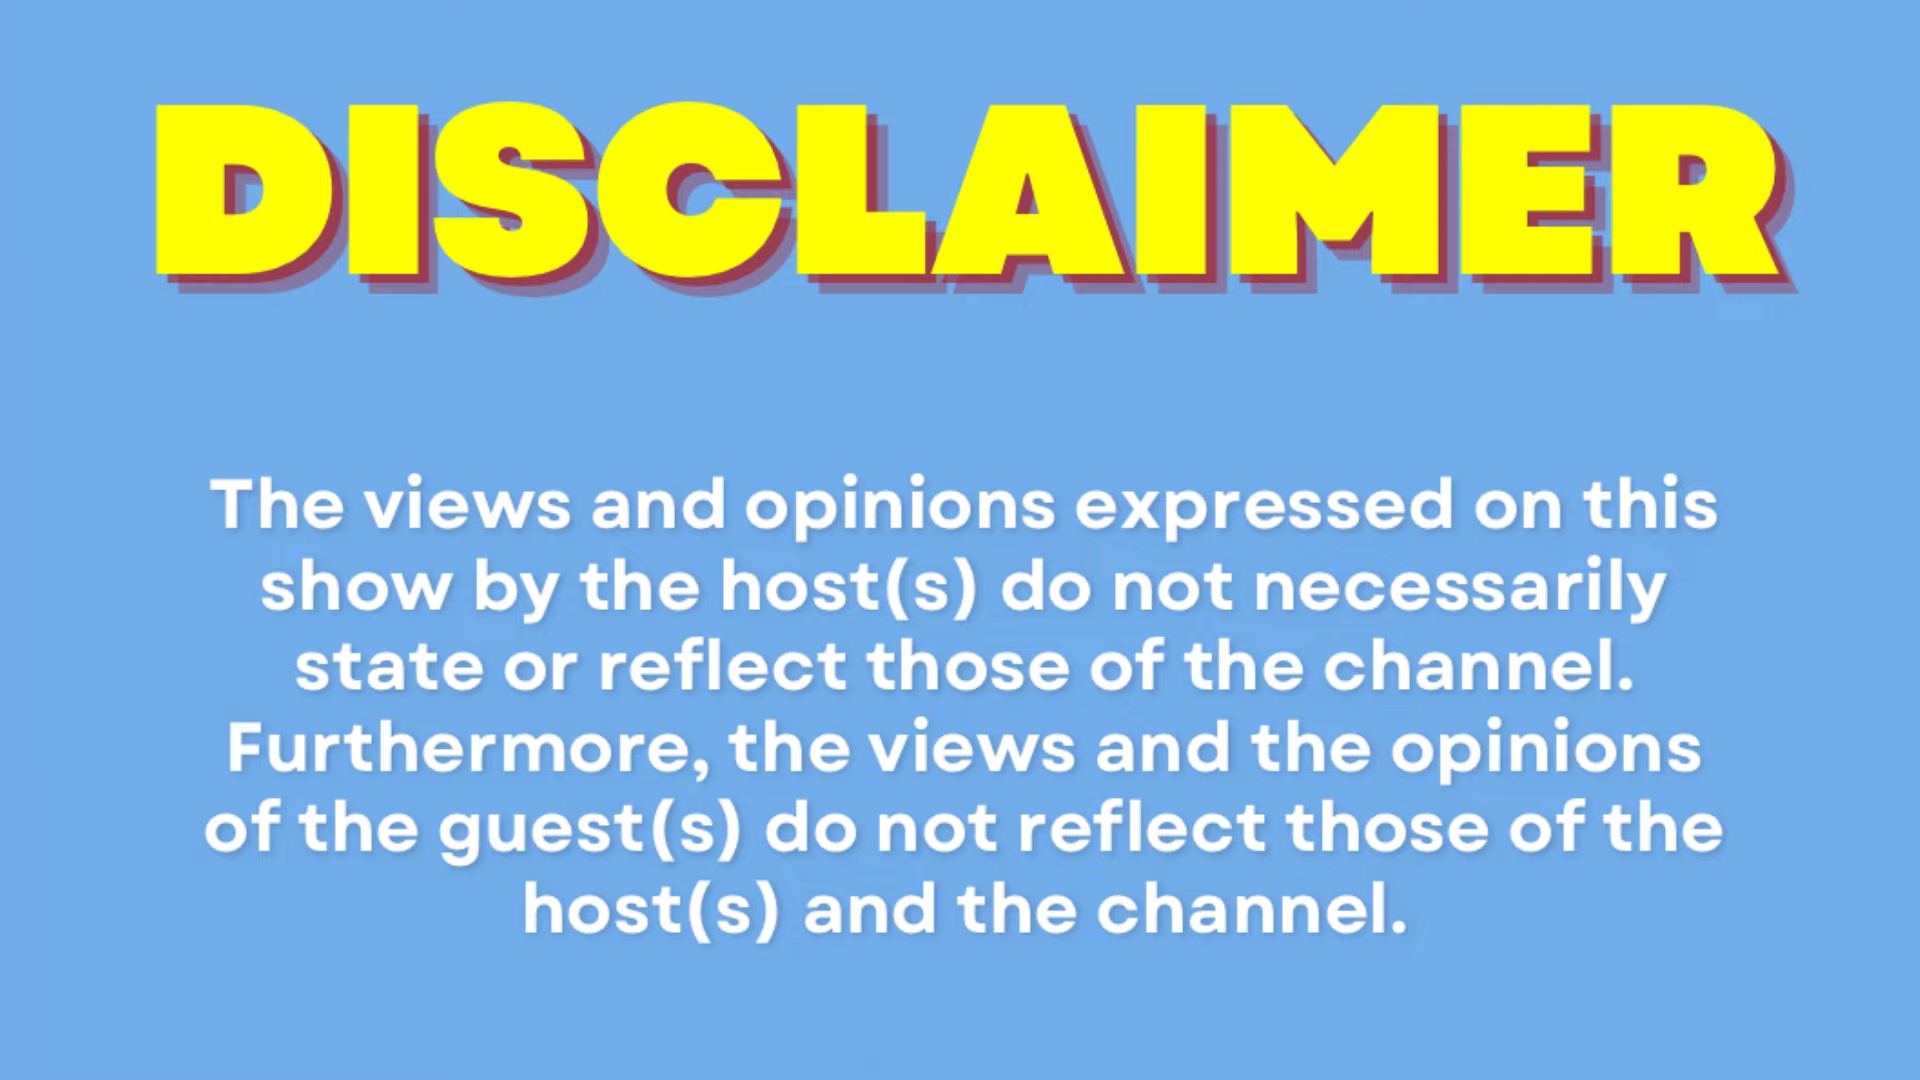 DISCLAIMER
The views and opinions expressed on this
show by the host(s) do not necessarily
state or reflect those of the channel.
Furthermore, the views and the opinions
of the guest(s) do not reflect those of the
host(s) and the channel.